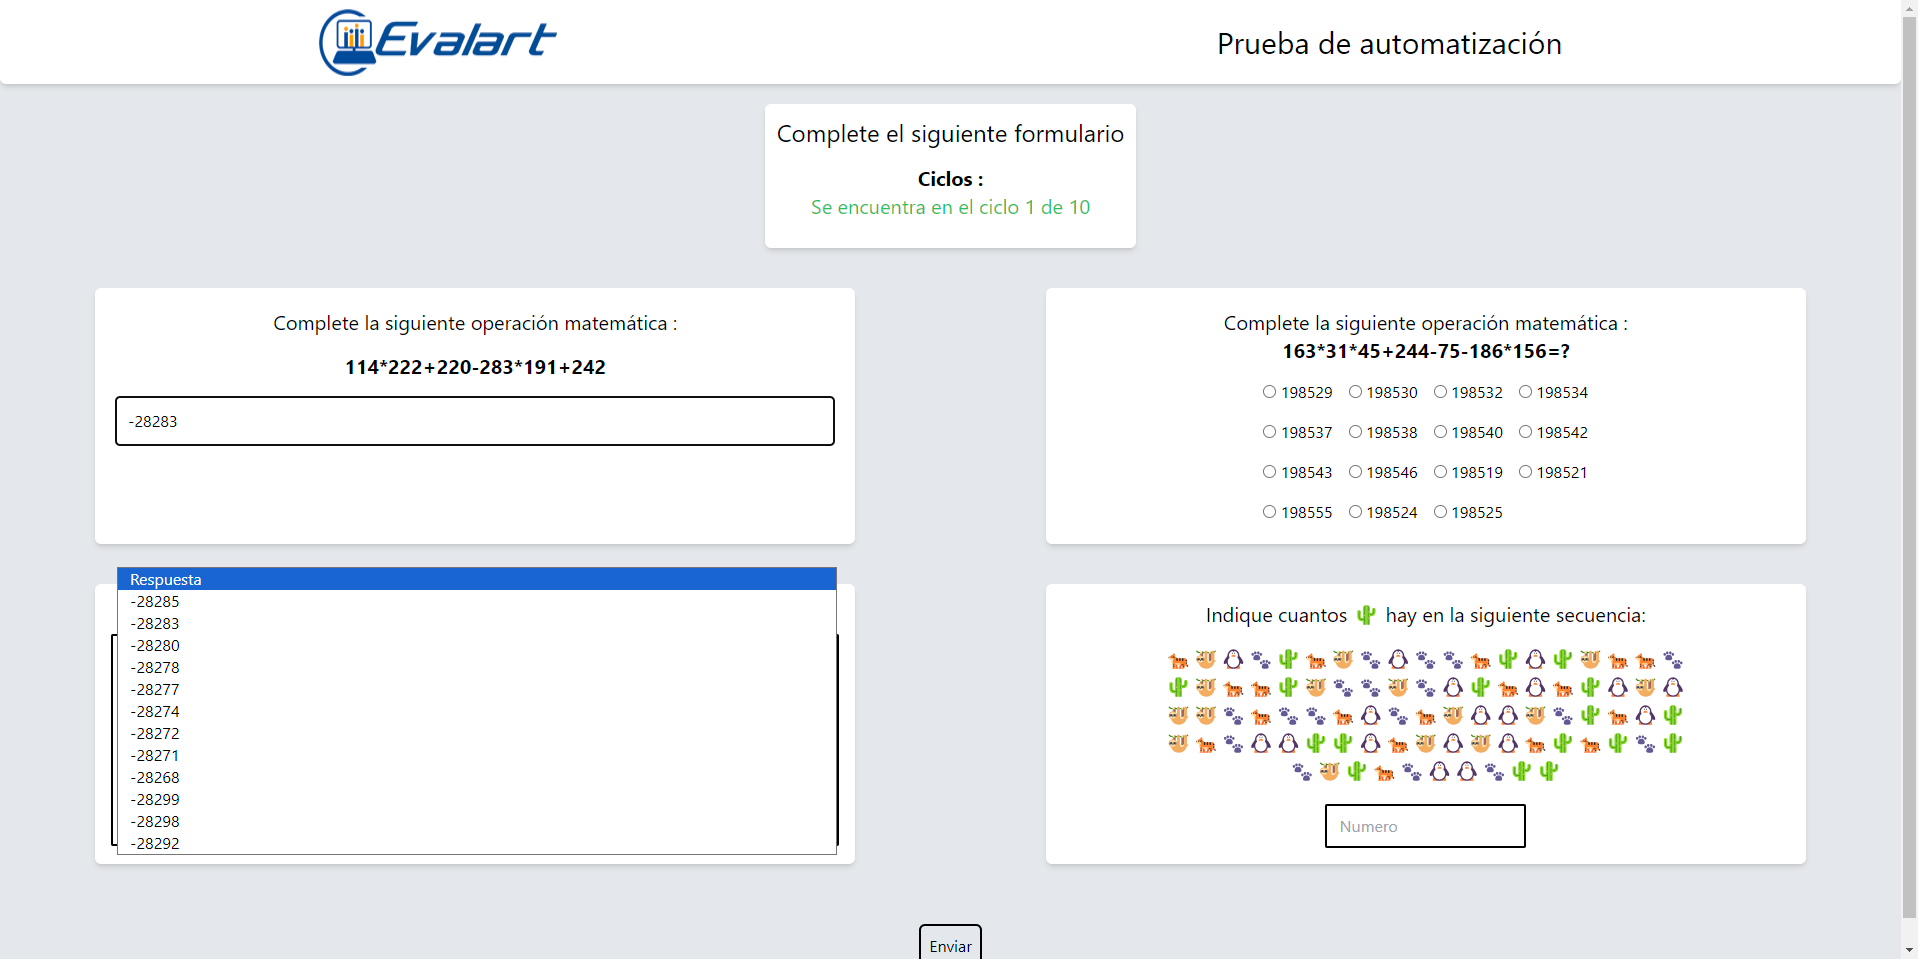 Evalart
Prueba de automatización
Complete el siguiente formulario
Ciclos :
Se encuentra en el ciclo 1 de 10
Complete la siguiente operación matemática :
114*222+220-283*191+242
-28283
Complete la siguiente operación matemática :
163*31*45+244-75-186*156=?
198529 198530 198532 198534
198537 198538 198540 198542
198543 198546 198519 198521
198555 198524 198525
Respuesta
-28285
-28283
-28280
-28278
-28277
-28274
-28272
-28271
-28268
-28299
-28298
-28292
Indique cuantos 🌵 hay en la siguiente secuencia:
Numero
Enviar